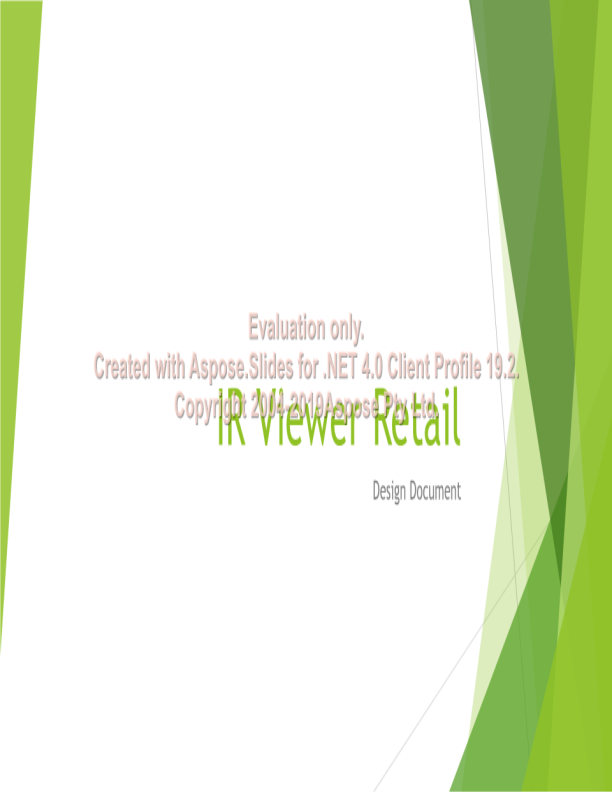 Evaluation only.
Created with Aspose.Slides for .NET 4.0 Client Profile 19.2.
Copyright 2004-2019Aspose Pty Ltd.
IR Viewer Retail
Design Document